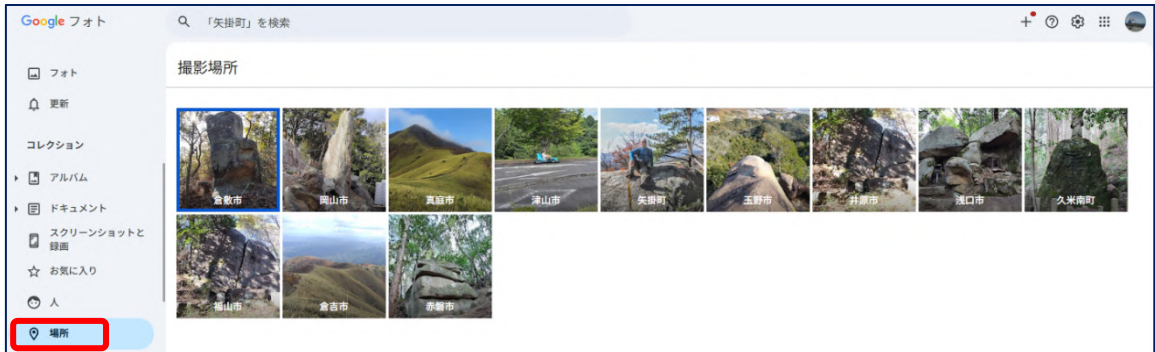 Google フォト
「矢掛町」を検索
フォト
更新
コレクション
アルバム
ドキュメント
スクリーンショットと
録画
お気に入り
人
場所
撮影場所
倉敷市
岡山市
真庭市
津山市
矢掛町
玉野市
井原市
浅口市
久米南町
福山市
倉吉市
赤磐市